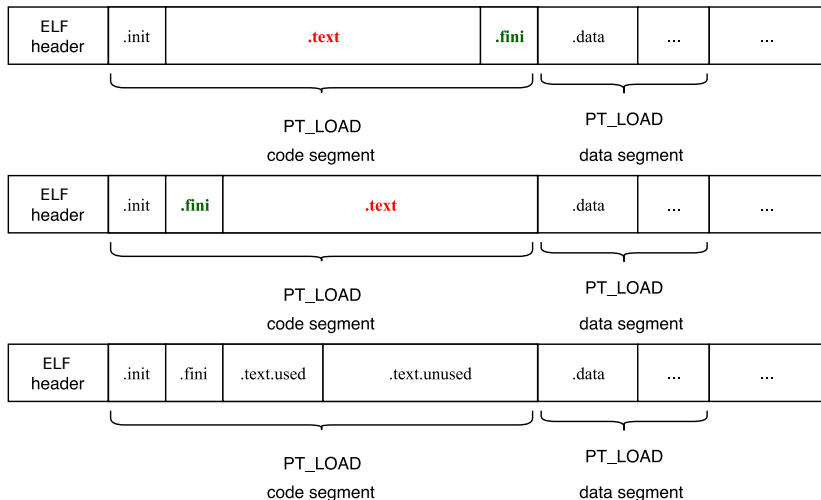 ELF header .init .text .fini .data ... ...
PT_LOAD code segment PT_LOAD data segment
ELF header .init .fini .text .data ... ...
PT_LOAD code segment PT_LOAD data segment
ELF header .init .fini .text.used .text.unused .data ... ...
PT_LOAD code segment PT_LOAD data segment